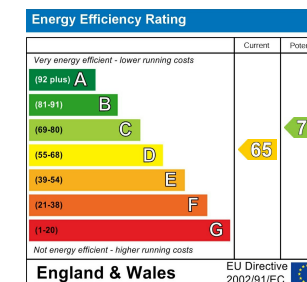 Energy Efficiency Rating
Current
Very energy efficient - lower running costs
(92 plus) A
(81-91) B
(69-80) C
(55-68) D
65
(39-54) E
(21-38) F
(1-20) G
Not energy efficient - higher running costs
England & Wales
EU Directive
2002/91/EC